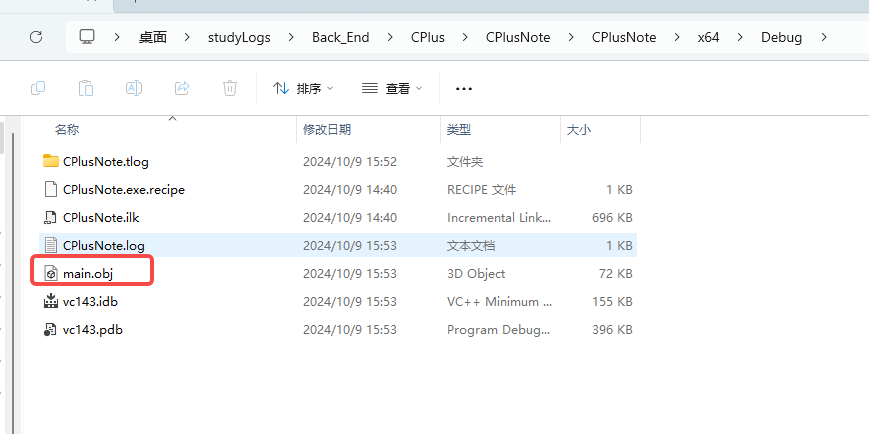 桌面 > studyLogs > Back_End > CPlus > CPlusNote > CPlusNote > x64 > Debug >
排序 查看 ...
名称 修改日期 类型 大小
CPlusNote.tlog 2024/10/9 15:52 文件夹
CPlusNote.exe.recipe 2024/10/9 14:40 RECIPE 文件 1 KB
CPlusNote.ilk 2024/10/9 14:40 Incremental Link... 696 KB
CPlusNote.log 2024/10/9 15:53 文本文档 1 KB
main.obj 2024/10/9 15:53 3D Object 72 KB
vc143.idb 2024/10/9 15:53 VC++ Minimum ... 155 KB
vc143.pdb 2024/10/9 15:53 Program Debug... 396 KB